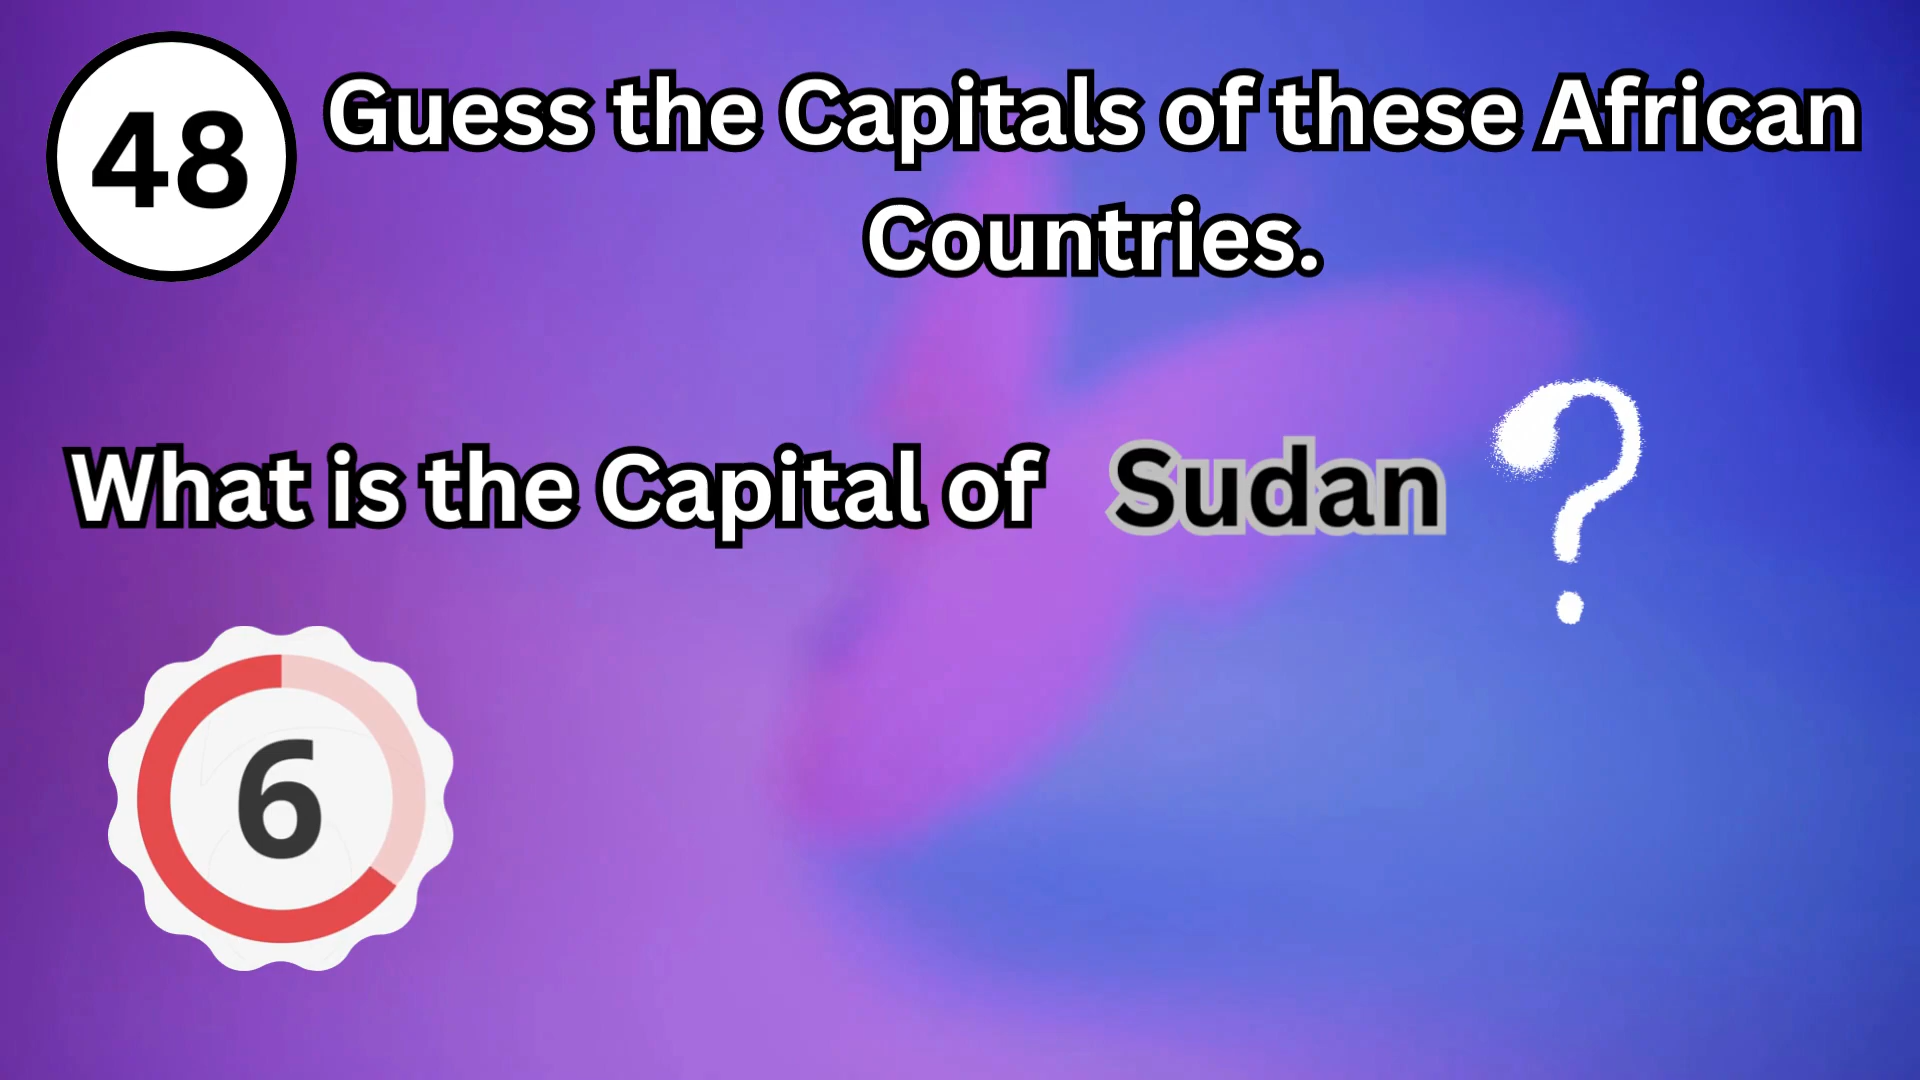 48
Guess the Capitals of these African
Countries.
What is the Capital of Sudan ?
6